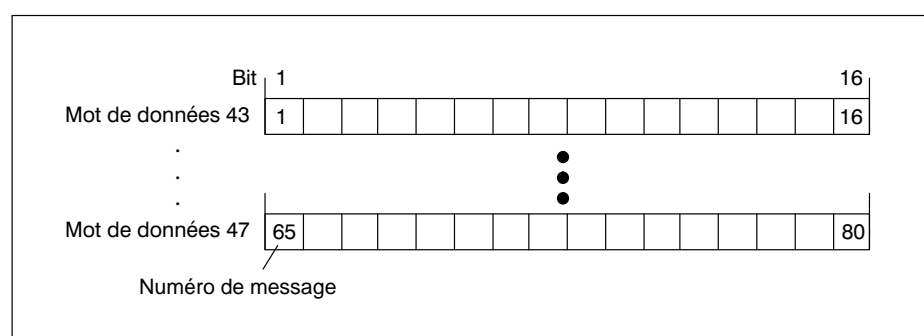 Bit 1 16
Mot de données 43 1 16
.
.
.
Mot de données 47 65 80
Numéro de message